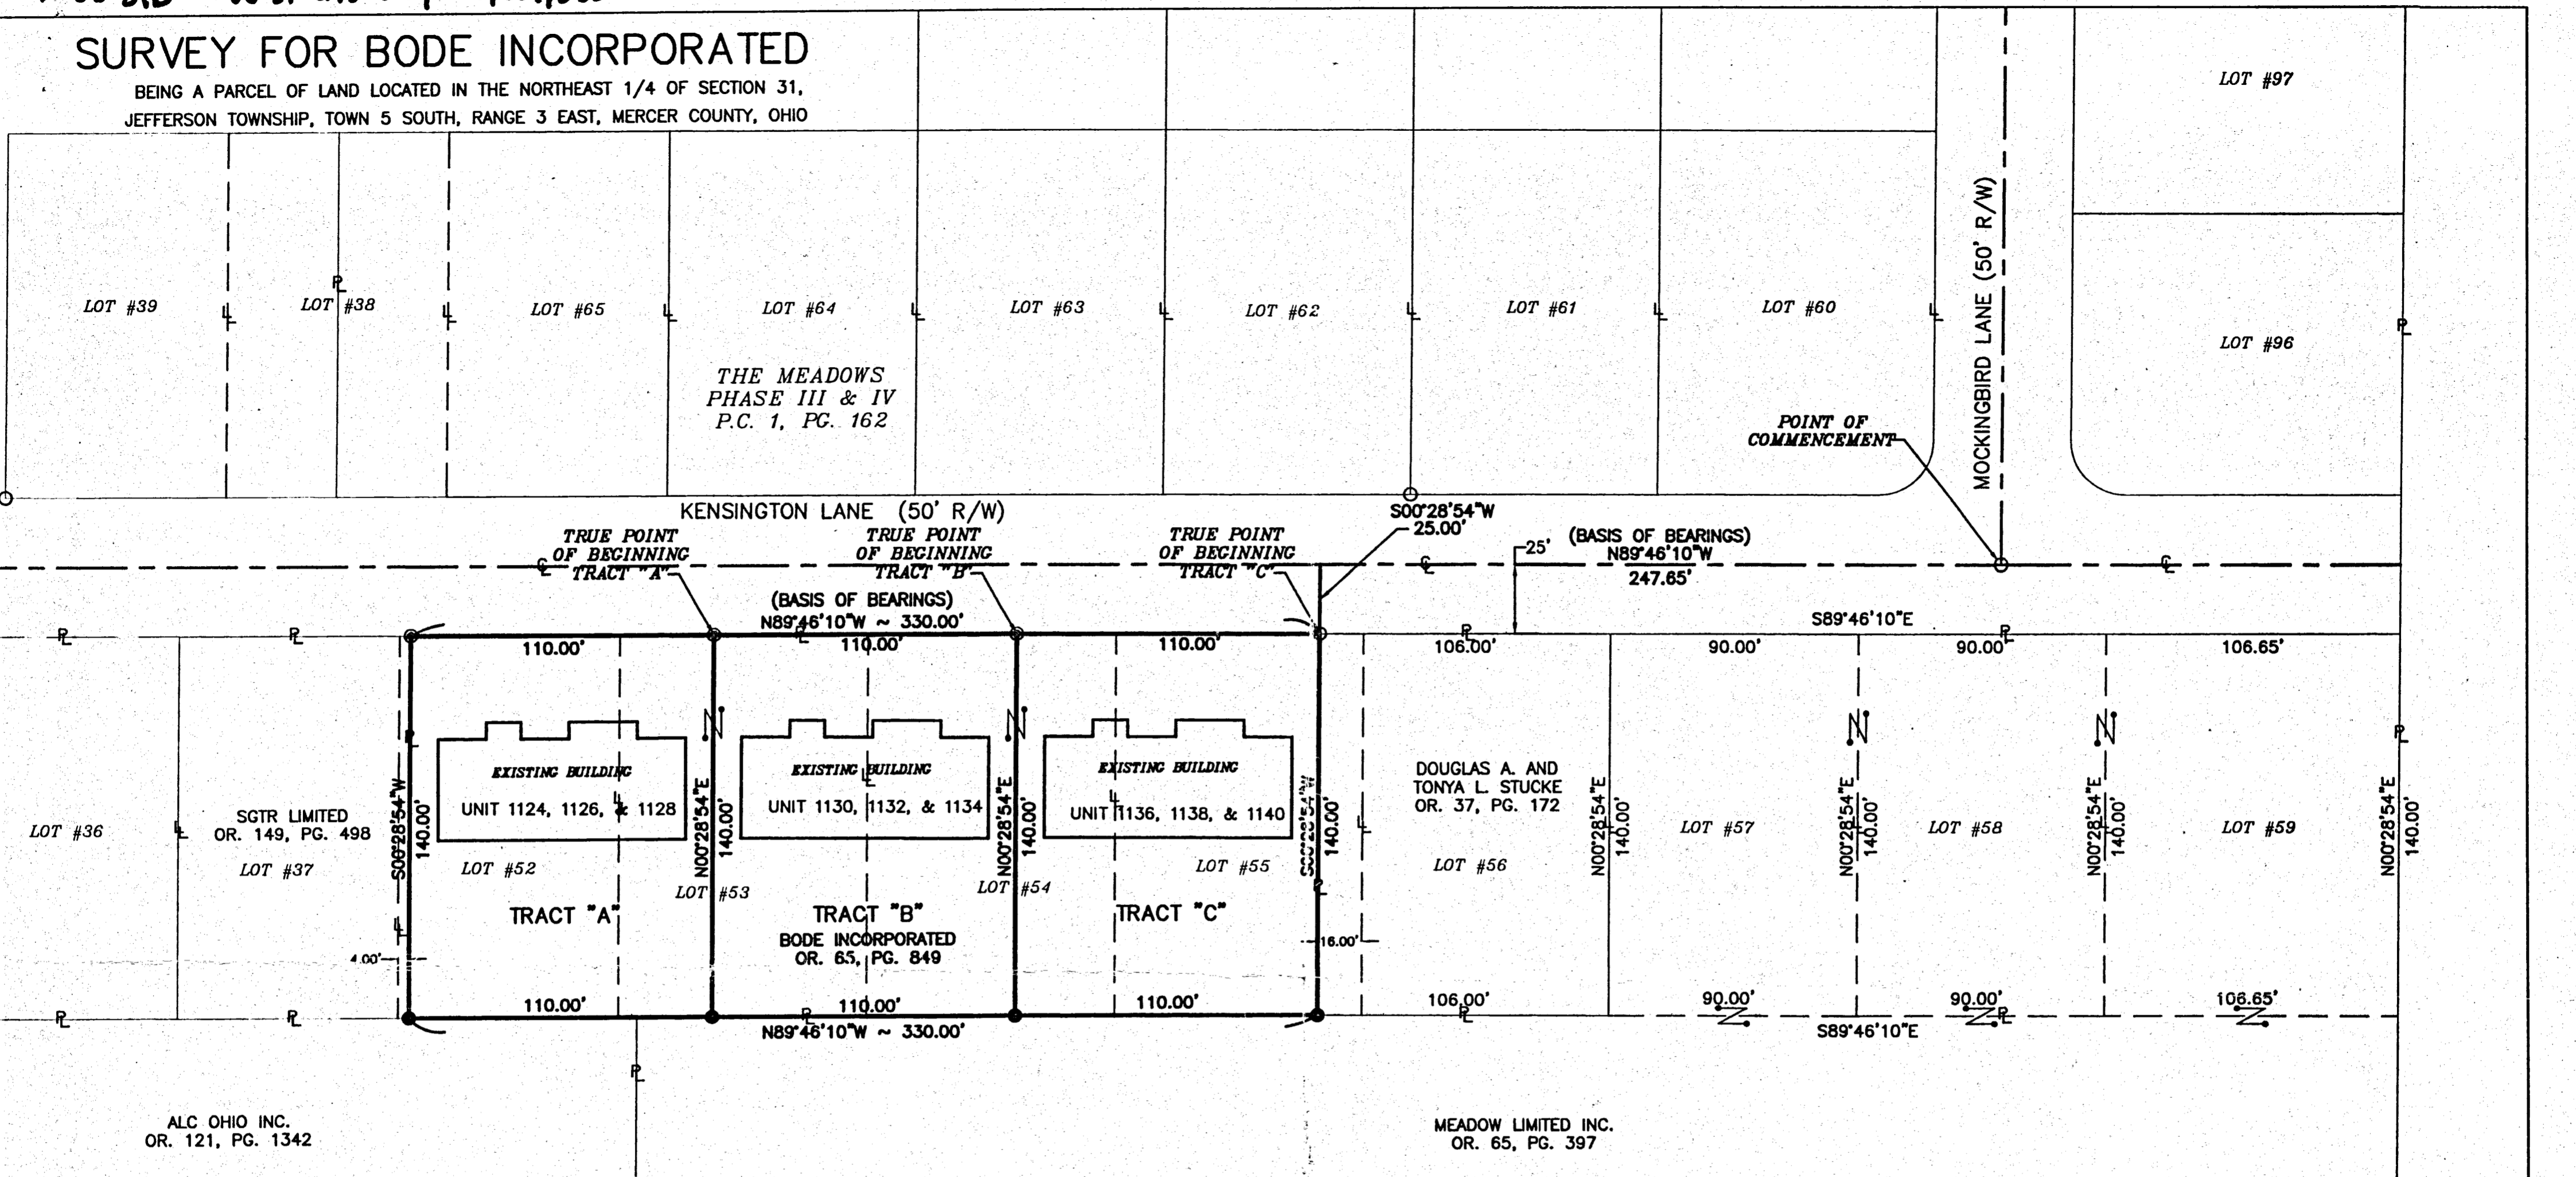 SURVEY FOR BODE INCORPORATED
BEING A PARCEL OF LAND LOCATED IN THE NORTHEAST 1/4 OF SECTION 31,
JEFFERSON TOWNSHIP, TOWN 5 SOUTH, RANGE 3 EAST, MERCER COUNTY, OHIO
LOT #97
LOT #39
LOT #38
LOT #65
LOT #64
LOT #63
LOT #62
LOT #61
LOT #60
LOT #96
MOCKINGBIRD LANE (50' R/W)
THE MEADOWS
PHASE III & IV
P.C. 1, PG. 162
POINT OF
COMMENCEMENT
KENSINGTON LANE (50' R/W)
S00°28'54"W
25.00'
TRUE POINT
OF BEGINNING
TRACT "A"
TRUE POINT
OF BEGINNING
TRACT "B"
TRUE POINT
OF BEGINNING
TRACT "C"
25'
(BASIS OF BEARINGS)
N89°46'10"W
247.65'
(BASIS OF BEARINGS)
N89°46'10"W ~ 330.00'
S89°46'10"E
110.00'
110.00'
110.00'
106.00'
90.00'
90.00'
106.65'
EXISTING BUILDING
UNIT 1124, 1126, & 1128
EXISTING BUILDING
UNIT 1130, 1132, & 1134
EXISTING BUILDING
UNIT 1136, 1138, & 1140
DOUGLAS A. AND
TONYA L. STUCKE
OR. 37, PG. 172
SGTR LIMITED
OR. 149, PG. 498
LOT #36
LOT #37
S00°28'54"W
140.00'
N00°28'54"E
140.00'
N00°28'54"E
140.00'
S00°28'54"W
140.00'
N00°28'54"E
140.00'
N00°28'54"E
140.00'
N00°28'54"E
140.00'
N00°28'54"E
140.00'
LOT #52
LOT #53
LOT #54
LOT #55
LOT #56
LOT #57
LOT #58
LOT #59
TRACT "A"
TRACT "B"
TRACT "C"
BODE INCORPORATED
OR. 65, PG. 849
4.00'
16.00'
110.00'
110.00'
110.00'
106.00'
90.00'
90.00'
106.65'
N89°46'10"W ~ 330.00'
S89°46'10"E
ALC OHIO INC.
OR. 121, PG. 1342
MEADOW LIMITED INC.
OR. 65, PG. 397